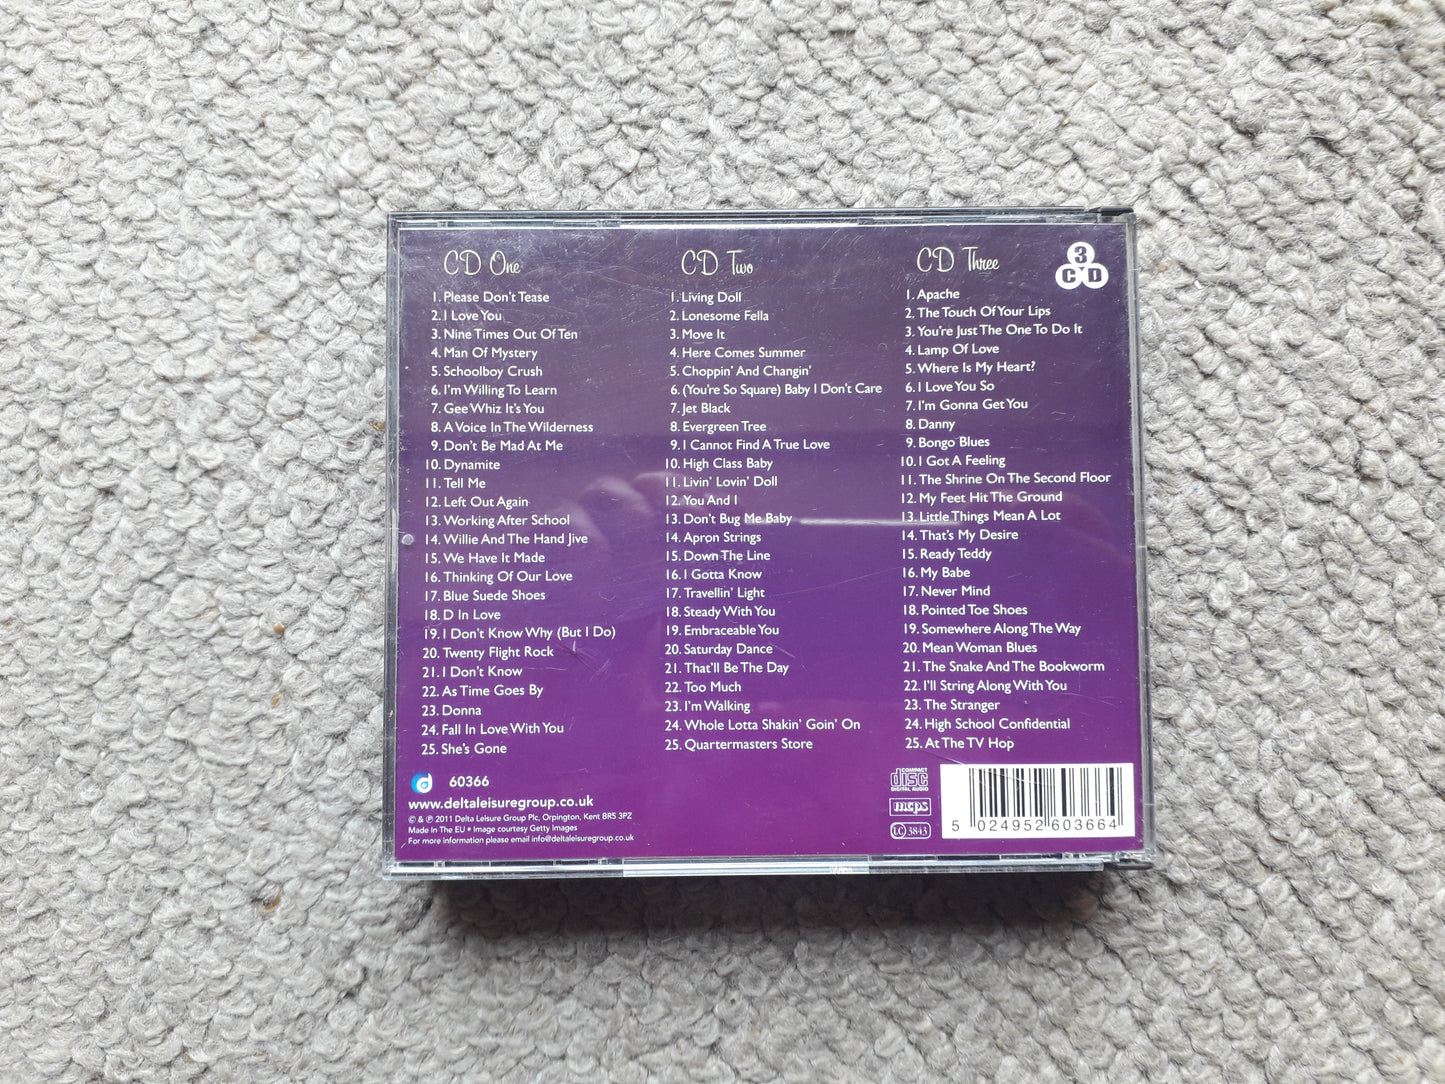 CD One
1. Please Don't Tease
2. I Love You
3. Nine Times Out Of Ten
4. Man Of Mystery
5. Schoolboy Crush
6. I'm Willing To Learn
7. Gee Whiz It's You
8. A Voice In The Wilderness
9. Don't Be Mad At Me
10. Dynamite
11. Tell Me
12. Left Out Again
13. Working After School
14. Willie And The Hand Jive
15. We Have It Made
16. Thinking Of Our Love
17. Blue Suede Shoes
18. D In Love
19. I Don't Know Why (But I Do)
20. Twenty Flight Rock
21. I Don't Know
22. As Time Goes By
23. Donna
24. Fall In Love With You
25. She's Gone
CD Two
1. Living Doll
2. Lonesome Fella
3. Move It
4. Here Comes Summer
5. Choppin' And Changin'
6. (You're So Square) Baby I Don't Care
7. Jet Black
8. Evergreen Tree
9. I Cannot Find A True Love
10. High Class Baby
11. Livin' Lovin' Doll
12. You And I
13. Don't Bug Me Baby
14. Apron Strings
15. Down The Line
16. I Gotta Know
17. Travellin' Light
18. Steady With You
19. Embraceable You
20. Saturday Dance
21. That'll Be The Day
22. Too Much
23. I'm Walking
24. Whole Lotta Shakin' Goin' On
25. Quartermasters Store
CD Three
1. Apache
2. The Touch Of Your Lips
3. You're Just The One To Do It
4. Lamp Of Love
5. Where Is My Heart?
6. I Love You So
7. I'm Gonna Get You
8. Danny
9. Bongo Blues
10. I Got A Feeling
11. The Shrine On The Second Floor
12. My Feet Hit The Ground
13. Little Things Mean A Lot
14. That's My Desire
15. Ready Teddy
16. My Babe
17. Never Mind
18. Pointed Toe Shoes
19. Somewhere Along The Way
20. Mean Woman Blues
21. The Snake And The Bookworm
22. I'll String Along With You
23. The Stranger
24. High School Confidential
25. At The TV Hop
3
CD
d 60366
www.deltaleisuregroup.co.uk
© & ℗ 2011 Delta Leisure Group Plc, Orpington, Kent BR5 3PZ
Made In The EU • Image courtesy Getty Images
For more information please email info@deltaleisuregroup.co.uk
COMPACT
disc
DIGITAL AUDIO
mcps
LC 3843
5 024952 603664